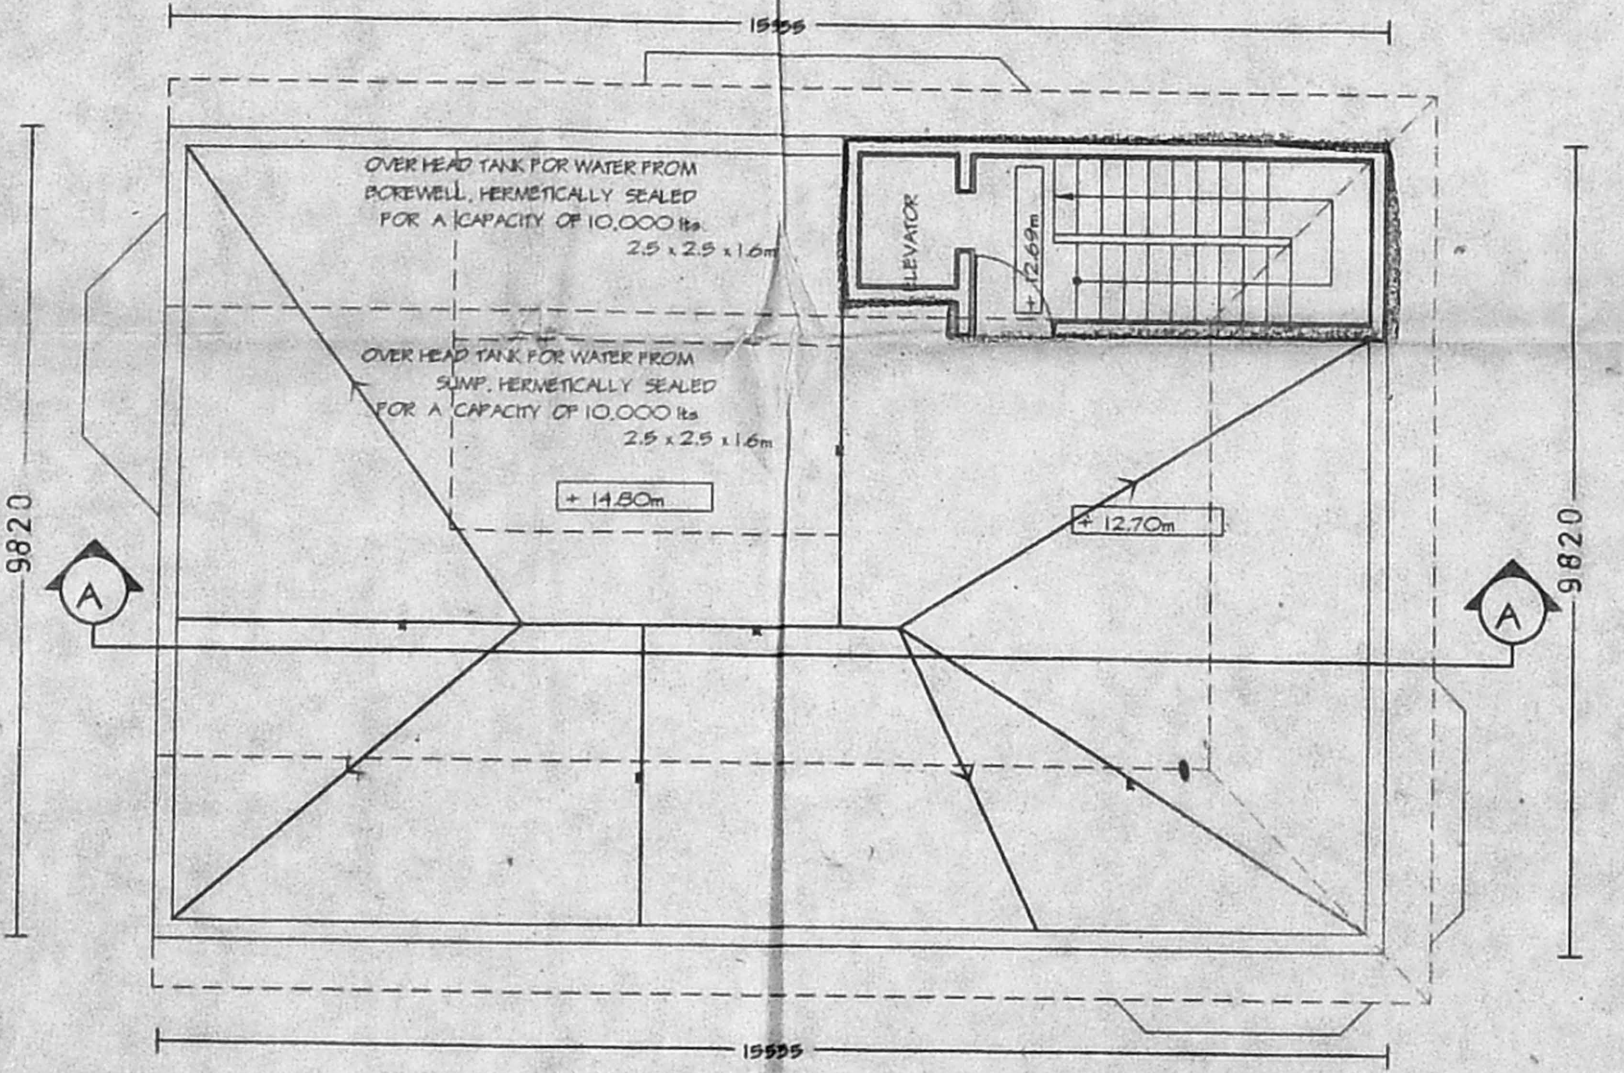 15535
OVER HEAD TANK FOR WATER FROM
BOREWELL, HERMETICALLY SEALED
FOR A CAPACITY OF 10,000 lts.
2.5 x 2.5 x 1.6m
ELEVATOR
+ 12.69m
OVER HEAD TANK FOR WATER FROM
SUMP, HERMETICALLY SEALED
FOR A CAPACITY OF 10,000 lts
2.5 x 2.5 x 1.6m
+ 14.80m
+ 12.70m
9820
9820
A
A
15535